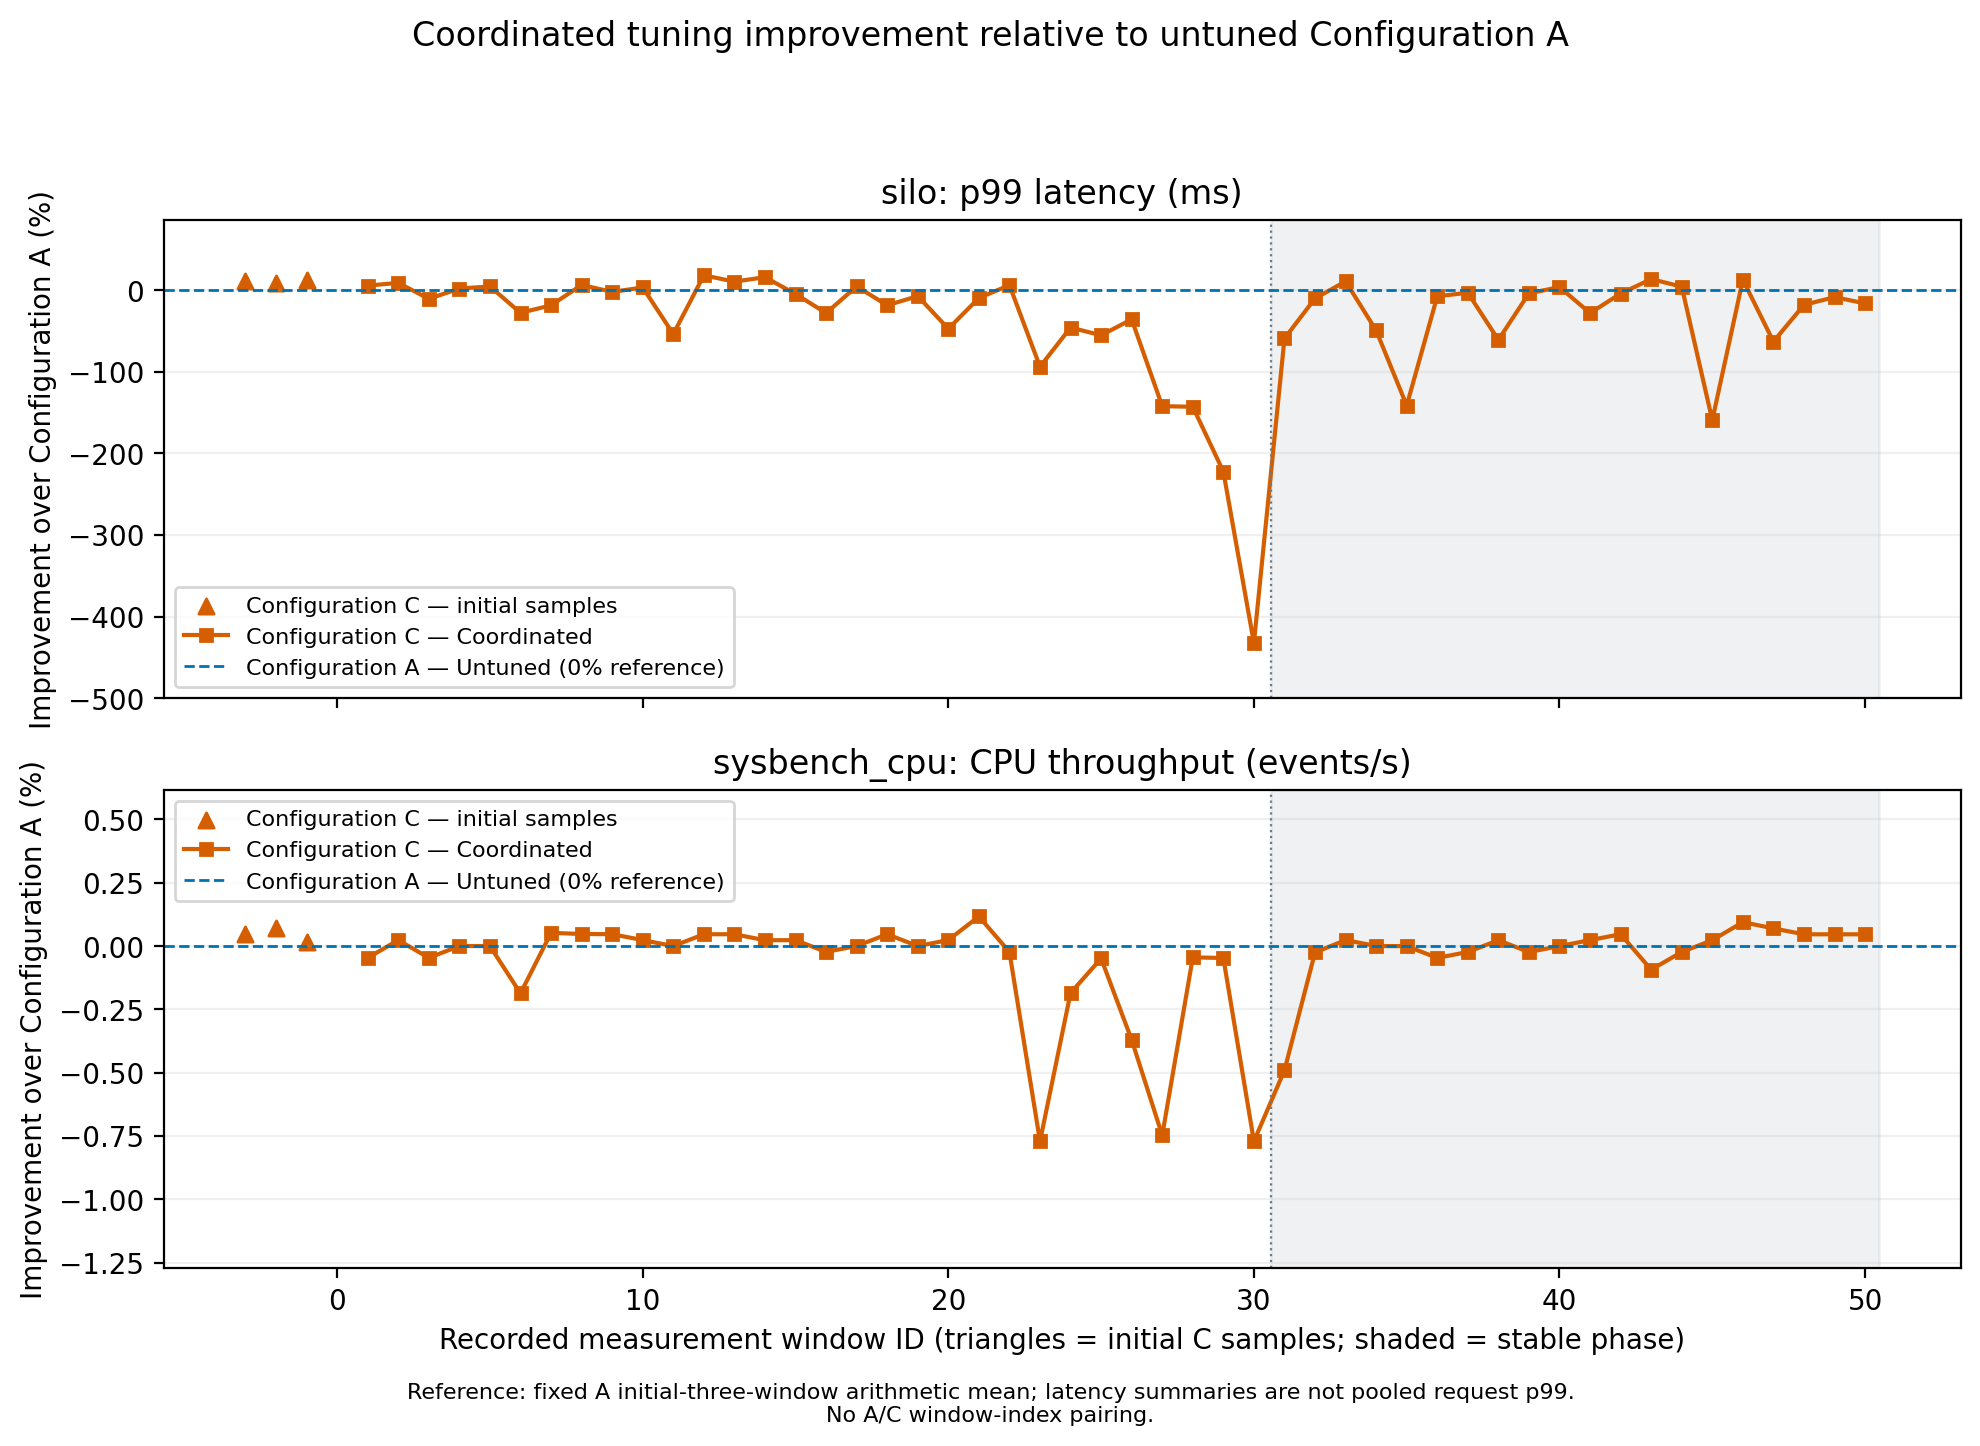 Coordinated tuning improvement relative to untuned Configuration A
silo: p99 latency (ms)
Improvement over Configuration A (%)
0
−100
−200
−300
−400
−500
Configuration C — initial samples
Configuration C — Coordinated
Configuration A — Untuned (0% reference)
sysbench_cpu: CPU throughput (events/s)
Improvement over Configuration A (%)
0.50
0.25
0.00
−0.25
−0.50
−0.75
−1.00
−1.25
Configuration C — initial samples
Configuration C — Coordinated
Configuration A — Untuned (0% reference)
0 10 20 30 40 50
Recorded measurement window ID (triangles = initial C samples; shaded = stable phase)
Reference: fixed A initial-three-window arithmetic mean; latency summaries are not pooled request p99.
No A/C window-index pairing.